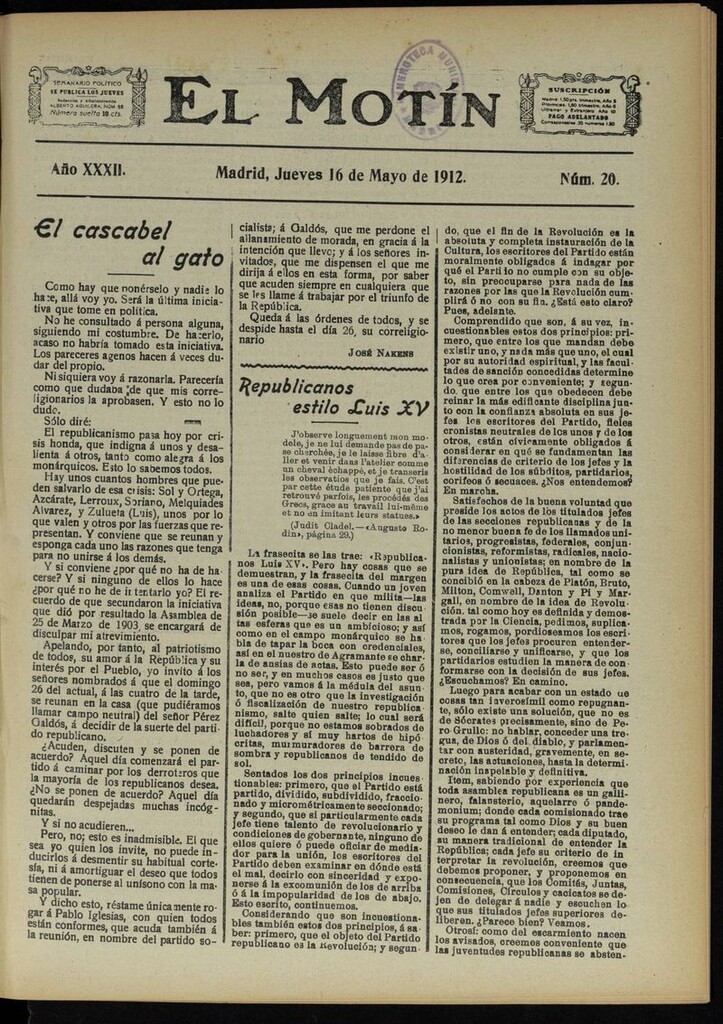 SEMANARIO POLÍTICO
SE PUBLICA LOS JUEVES
ALBERTO AGUILERA, NÚM 58
Número suelto 10 cts.
EL MOTÍN
SUSCRIPCIÓN
PAGO ADELANTADO
Año XXXII.
Madrid, Jueves 16 de Mayo de 1912.
Núm. 20.
El cascabel
al gato
Como hay que ponérselo y nadie lo
hace, allá voy yo. Será la última iniciativa
que tome en política.
No he consultado á persona alguna,
siguiendo mi costumbre. De hacerlo,
acaso no habría tomado esta iniciativa.
Los pareceres agenos hacen á veces dudar
del propio.
Ni siquiera voy á razonarla. Parecería
como que dudaba de que mis correligionarios
la aprobasen. Y esto no lo
dudo.
Sólo diré:
El republicanismo pasa hoy por crisis
honda, que indigna á unos y desalienta
á otros, tanto como alegra á los
monárquicos. Esto lo sabemos todos.
Hay unos cuantos hombres que pueden
salvarlo de esa crisis: Sol y Ortega,
Azcárate, Lerroux, Soriano, Melquiades
Alvarez, y Zulueta (Luis), unos por lo
que valen y otros por las fuerzas que representan.
Y conviene que se reunan y
esponga cada uno las razones que tenga
para no unirse á los demás.
Y si conviene ¿por qué no ha de hacerse?
Y si ninguno de ellos lo hace
¿por qué no he de intentarlo yo? El recuerdo
de que secundaron la iniciativa
que dió por resultado la Asamblea de
25 de Marzo de 1903, se encargará de
disculpar mi atrevimiento.
Apelando, por tanto, al patriotismo
de todos, su amor á la República y su
interés por el Pueblo, yo invito á los
señores nombrados á que el domingo
26 del actual, á las cuatro de la tarde,
se reunan en la casa (que pudiéramos
llamar campo neutral) del señor Pérez
Galdós, á decidir de la suerte del partido
republicano.
¿Acuden, discuten y se ponen de
acuerdo? Aquel día comenzará el partido
á caminar por los derroteros que
la mayoría de los republicanos desea.
¿No se ponen de acuerdo? Aquel día
quedarán despejadas muchas incógnitas.
Y si no acudieren...
Pero, no; esto es inadmisible. El que
sea yo quien los invite, no puede inducirlos
á desmentir su habitual cortesía,
ni á amortiguar el deseo que todos
tienen de ponerse al unísono con la masa
popular.
Y dicho esto, réstame únicamente rogar
á Pablo Iglesias, con quien todos
están conformes, que acuda también á
la reunión, en nombre del partido socialista;
á Galdós, que me perdone el
allanamiento de morada, en gracia á la
intención que llevo; y á los señores invitados,
que me dispensen el que me
dirija á ellos en esta forma, por saber
que acuden siempre en cualquiera que
se les llame á trabajar por el triunfo de
la República.
Queda á las órdenes de todos, y se
despide hasta el día 26, su correligionario
JOSÉ NAKENS
Republicanos
estilo Luis XV
J'observe longuement mon modele,
je ne lui demande pas de pase
cherchée, je le laisse libre d'aller
et venir dans l'atelier comme
un cheval échappé, et je transcris
les observatios que je fais. C'est
par cette étude patiente que j'ai
retrouvé parfois, les procédés des
Grecs, grace au travail lui-même
et no en imitant leurs statues.»
(Judit Cladel.—«Augusto Rodin»,
página 29.)
La frasecita se las trae: «Republicanos
Luis XV». Pero hay cosas que se
demuestran, y la frasecita del margen
es una de esas cosas. Cuando un joven
analiza el Partido en que milita—las
ideas, no, porque esas no tienen discusión
posible—se suele decir en las altas
esferas que es un ambicioso; y así
como en el campo monárquico se habla
de tapar la boca con credenciales,
así en el nuestro de Agramante se charla
de ansias de actas. Esto puede ser ó
no ser, y en muchos casos es justo que
sea, pero vamos á la médula del asunto,
que no es otro que la investigación
ó fiscalización de nuestro republicanismo,
salte quien salte; lo cual será
difícil, porque no estamos sobrados de
luchadores y sí muy hartos de hipócritas,
murmuradores de barrera de
sombra y republicanos de tendido de
sol.
Sentados los dos principios incuestionables:
primero, que el Partido está
partido, dividido, subdividido, fraccionado
y micrométricamente seccionado;
y segundo, que si particularmente cada
jefe tiene talento de revolucionario y
condiciones de gobernante, ninguno de
ellos quiere ó puede oficiar de mediador
para la unión, los escritores del
Partido deben examinar en dónde está
el mal, decirlo con sinceridad y exponerse
á la excomunión de los de arriba
ó á la impopularidad de los de abajo.
Esto escrito, continuemos.
Considerando que son incuestionables
también estos dos principios, á saber:
primero, que el objeto del Partido
republicano es la Revolución; y segundo,
que el fin de la Revolución es la
absoluta y completa instauración de la
Cultura, los escritores del Partido están
moralmente obligados á indagar por
qué el Partido no cumple con su objeto,
sin preocuparse para nada de las
razones por las que la Revolución cumplirá
ó no con su fin. ¿Está esto claro?
Pues, adelante.
Comprendido que son, á su vez, incuestionables
estos dos principios: primero,
que entre los que mandan debe
existir uno, y nada más que uno, el cual
por su autoridad espiritual, y las facultades
de sanción concedidas determine
lo que crea por conveniente; y segundo,
que entre los que obedecen debe
reinar la más edificante disciplina junto
con la confianza absoluta en sus jefes
los escritores del Partido, fieles
cronistas neutrales de los unos y de los
otros, están cívicamente obligados á
considerar en qué se fundamentan las
diferencias de criterio de los jefes y la
hostilidad de los súbditos, partidarios,
corifeos ó secuaces. ¿Nos entendemos?
En marcha.
Satisfechos de la buena voluntad que
preside los actos de los titulados jefes
de las secciones republicanas y de la
no menor buena fe de los llamados unitarios,
progresistas, federales, conjuncionistas,
reformistas, radicales, nacionalistas
y unionistas; en nombre de la
pura idea de República, tal como se
concibió en la cabeza de Platón, Bruto,
Milton, Comwell, Danton y Pí y Margall,
en nombre de la idea de Revolución,
tal como hoy es definida y demostrada
por la Ciencia, pedimos, suplicamos,
rogamos, pordioseamos los escritores
que los jefes procuren entenderse,
conciliarse y unificarse, y que los
partidarios estudien la manera de conformarse
con la decisión de sus jefes.
¿Escuchamos? En camino.
Luego para acabar con un estado de
cosas tan inverosímil como repugnante,
sólo existe una solución, que no es
de Sócrates precisamente, sino de Pero-Grullo:
no hablar, conceder una tregua,
de Dios ó del diablo, y parlamentar
con austeridad, gravemente, en secreto,
las actuaciones, hasta la determinación
inapelable y definitiva.
Item, sabiendo por experiencia que
toda asamblea republicana es un gallinero,
falansterio, aquelarre ó pandemonium;
donde cada comisionado trae
su programa tal como Dios y su buen
deseo le dan á entender; cada diputado,
su manera tradicional de entender la
República; cada jefe su criterio de interpretar
la revolución, creemos que
debemos proponer, y proponemos en
consecuencia, que los Comités, Juntas,
Comisiones, Círculos y cacicatos se dejen
de delegar á nadie y escuchen lo
que sus titulados jefes superiores deliberen.
¿Parece bien? Veamos.
Otrosí: como del escarmiento nacen
los avisados, creemos conveniente que
las juventudes republicanas se absten-